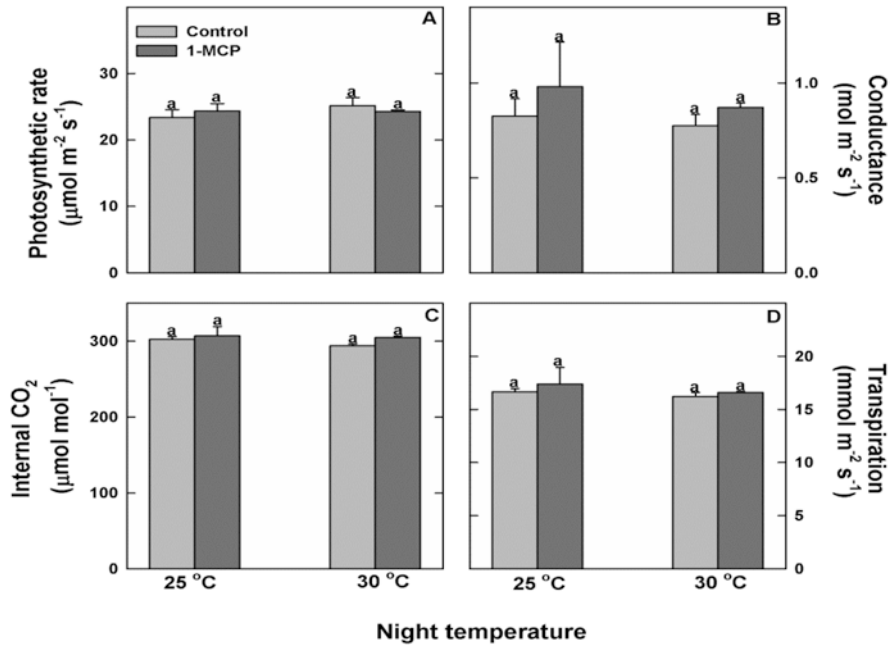 A
Control
1-MCP
Photosynthetic rate
(μmol m⁻² s⁻¹)
30
20
10
0
a a a a
B
Conductance
(mol m⁻² s⁻¹)
1.0
0.5
0.0
a a a a
C
Internal CO₂
(μmol mol⁻¹)
300
200
100
0
a a a a
25 °C 30 °C
D
Transpiration
(mmol m⁻² s⁻¹)
20
15
10
5
0
a a a a
25 °C 30 °C
Night temperature